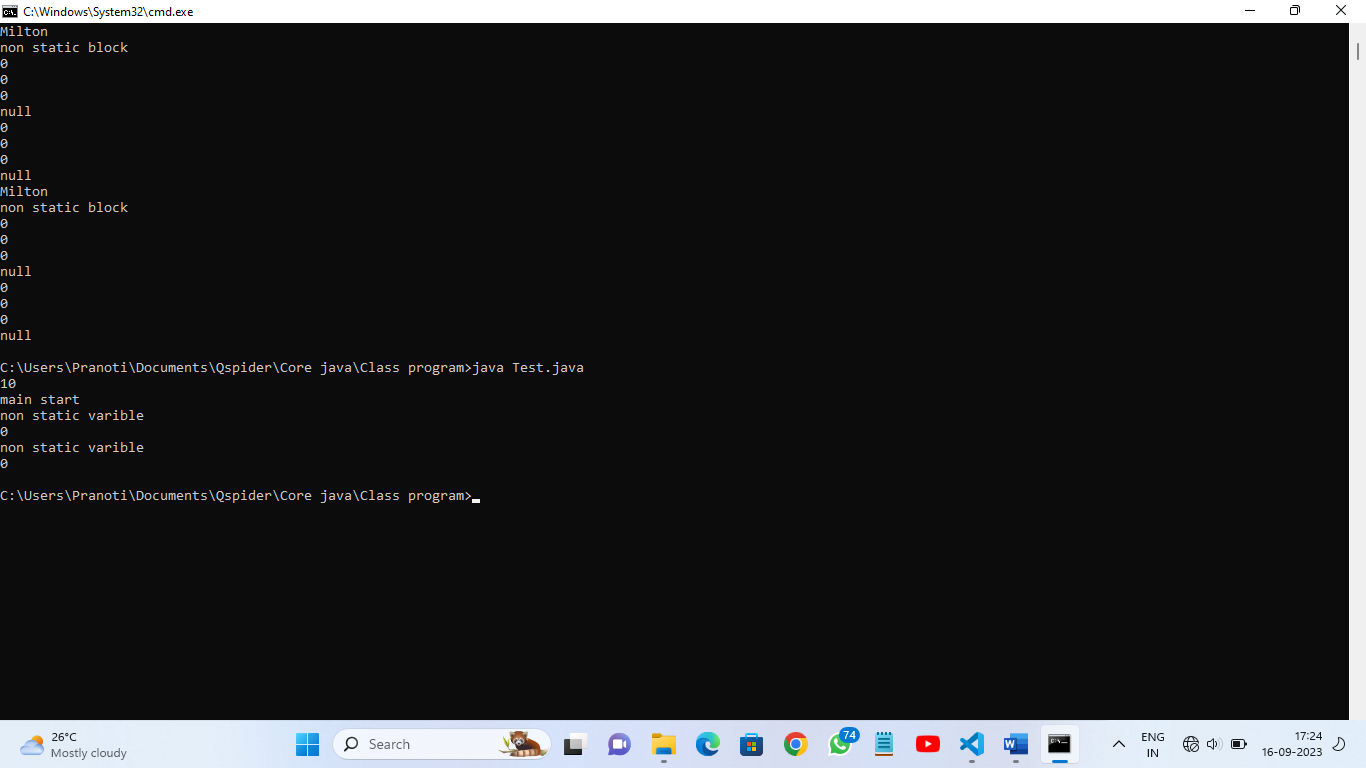 C:\Windows\System32\cmd.exe
Milton
non static block
0
0
0
null
0
0
0
null
Milton
non static block
0
0
0
null
0
0
0
null
C:\Users\Pranoti\Documents\Qspider\Core java\Class program>java Test.java
10
main start
non static varible
0
non static varible
0
C:\Users\Pranoti\Documents\Qspider\Core java\Class program>
26°C
Mostly cloudy
Search
74
ENG
IN
17:24
16-09-2023